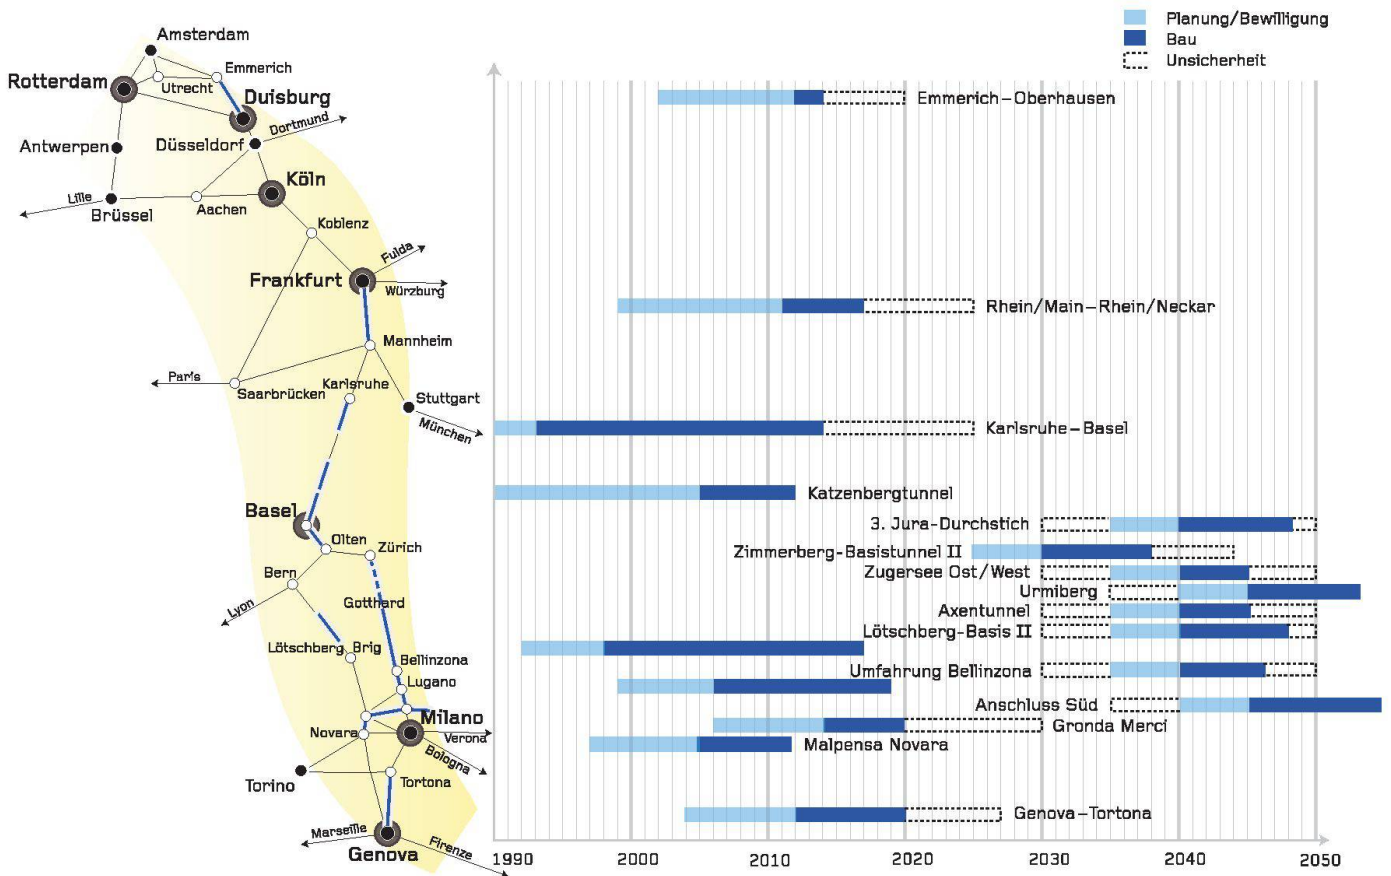 Planung/Bewilligung
Bau
Unsicherheit
Amsterdam
Rotterdam
Utrecht
Emmerich
Duisburg
Dortmund
Antwerpen
Düsseldorf
Köln
Lille
Brüssel
Aachen
Koblenz
Fulda
Frankfurt
Würzburg
Mannheim
Paris
Saarbrücken
Karlsruhe
Stuttgart
München
Basel
Olten
Zürich
Bern
Lyon
Gotthard
Lötschberg
Brig
Bellinzona
Lugano
Milano
Novara
Verona
Bologna
Torino
Tortona
Marseille
Genova
Firenze
Emmerich–Oberhausen
Rhein/Main–Rhein/Neckar
Karlsruhe–Basel
Katzenbergtunnel
3. Jura-Durchstich
Zimmerberg-Basistunnel II
Zugersee Ost/West
Urmiberg
Axentunnel
Lötschberg-Basis II
Umfahrung Bellinzona
Anschluss Süd
Gronda Merci
Malpensa Novara
Genova–Tortona
1990
2000
2010
2020
2030
2040
2050